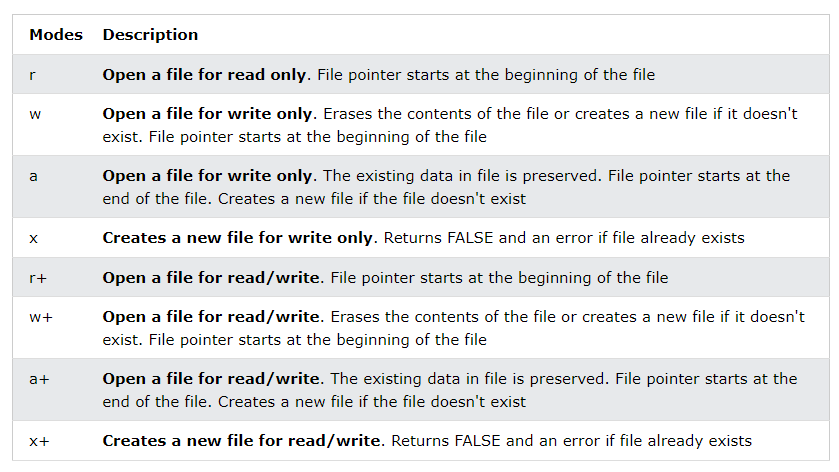 Modes Description
r Open a file for read only. File pointer starts at the beginning of the file
w Open a file for write only. Erases the contents of the file or creates a new file if it doesn't
exist. File pointer starts at the beginning of the file
a Open a file for write only. The existing data in file is preserved. File pointer starts at the
end of the file. Creates a new file if the file doesn't exist
x Creates a new file for write only. Returns FALSE and an error if file already exists
r+ Open a file for read/write. File pointer starts at the beginning of the file
w+ Open a file for read/write. Erases the contents of the file or creates a new file if it doesn't
exist. File pointer starts at the beginning of the file
a+ Open a file for read/write. The existing data in file is preserved. File pointer starts at the
end of the file. Creates a new file if the file doesn't exist
x+ Creates a new file for read/write. Returns FALSE and an error if file already exists